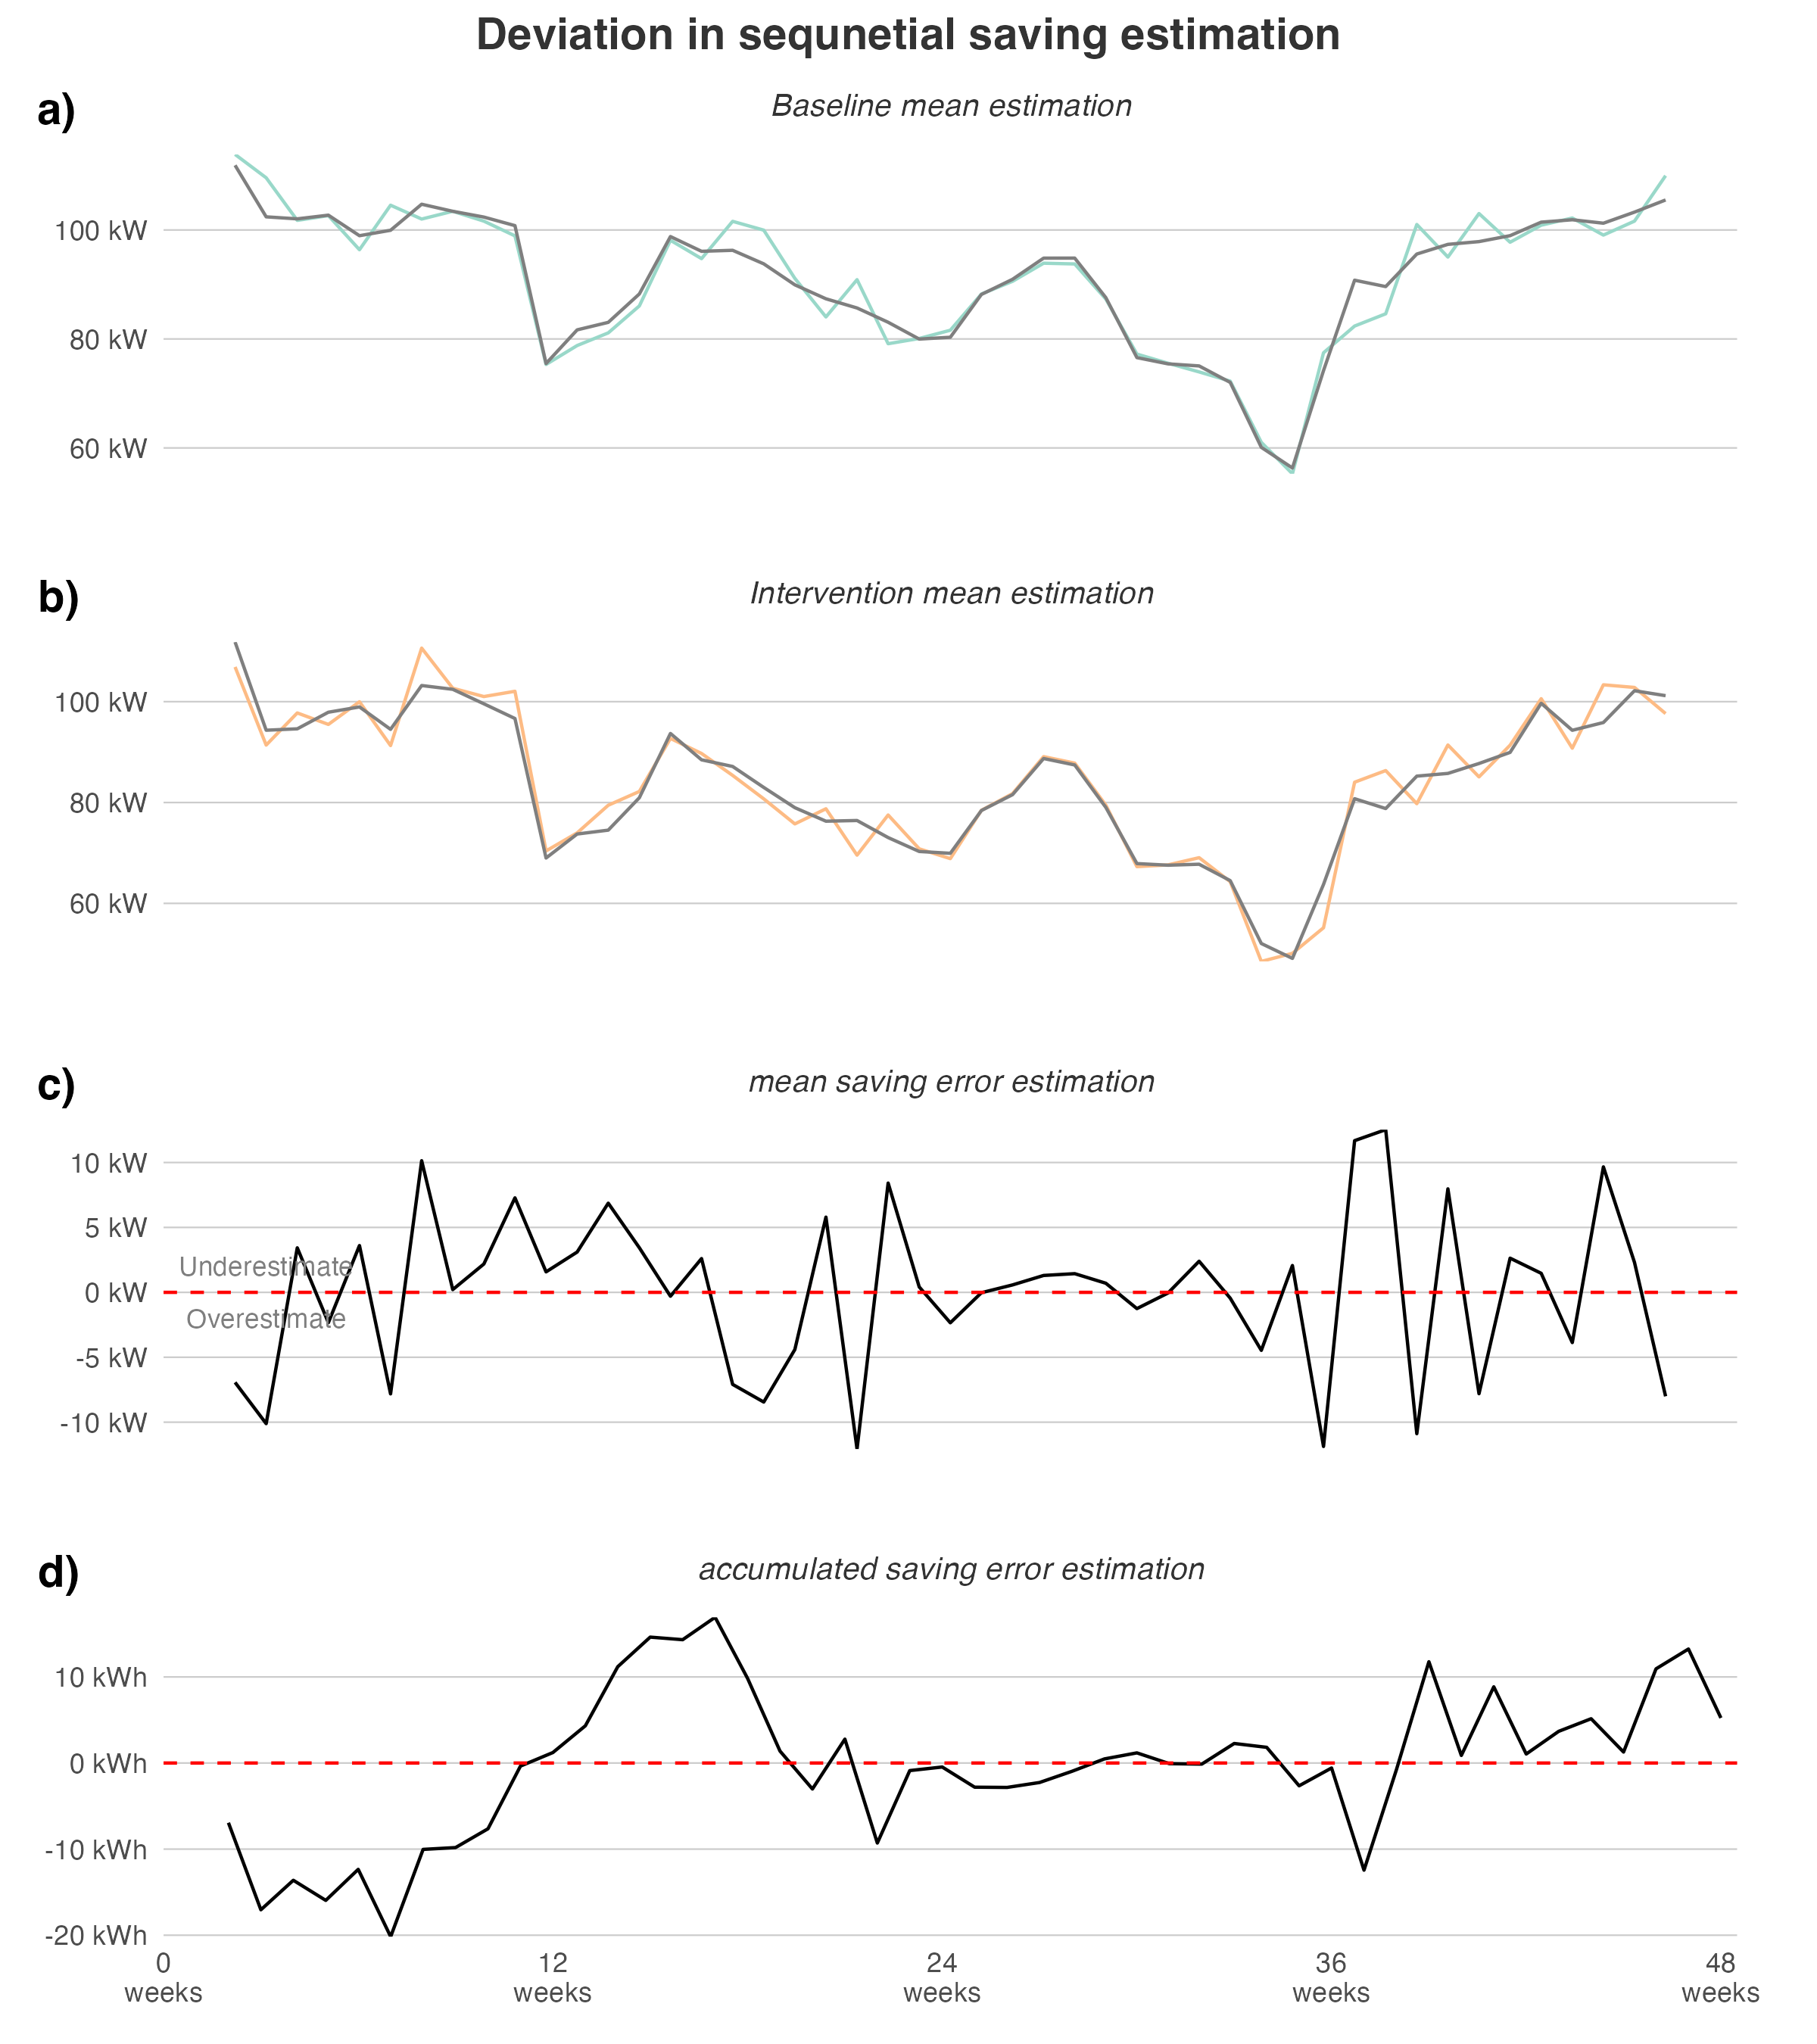 Deviation in sequnetial saving estimation
a)
Baseline mean estimation
100 kW
80 kW
60 kW
b)
Intervention mean estimation
100 kW
80 kW
60 kW
c)
mean saving error estimation
10 kW
5 kW
Underestimate
0 kW
Overestimate
-5 kW
-10 kW
d)
accumulated saving error estimation
10 kWh
0 kWh
-10 kWh
-20 kWh
0 12 24 36 48
weeks weeks weeks weeks weeks